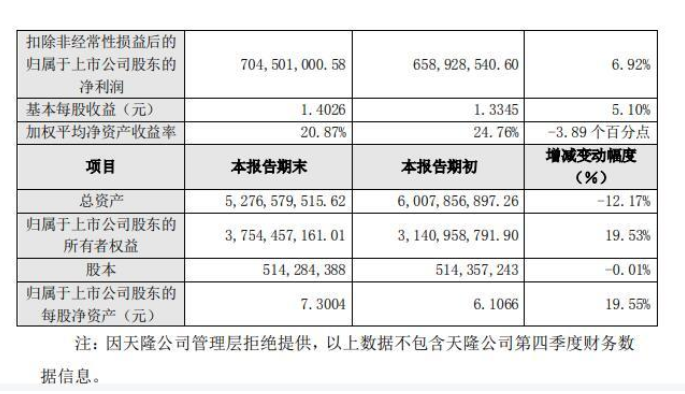 扣除非经常性损益后的
归属于上市公司股东的
净利润
704,501,000.58
658,928,540.60
6.92%
基本每股收益（元）
1.4026
1.3345
5.10%
加权平均净资产收益率
20.87%
24.76%
-3.89 个百分点
项目
本报告期末
本报告期初
增减变动幅度
（%）
总资产
5,276,579,515.62
6,007,856,897.26
-12.17%
归属于上市公司股东的
所有者权益
3,754,457,161.01
3,140,958,791.90
19.53%
股本
514,284,388
514,357,243
-0.01%
归属于上市公司股东的
每股净资产（元）
7.3004
6.1066
19.55%
注：因天隆公司管理层拒绝提供，以上数据不包含天隆公司第四季度财务数
据信息。